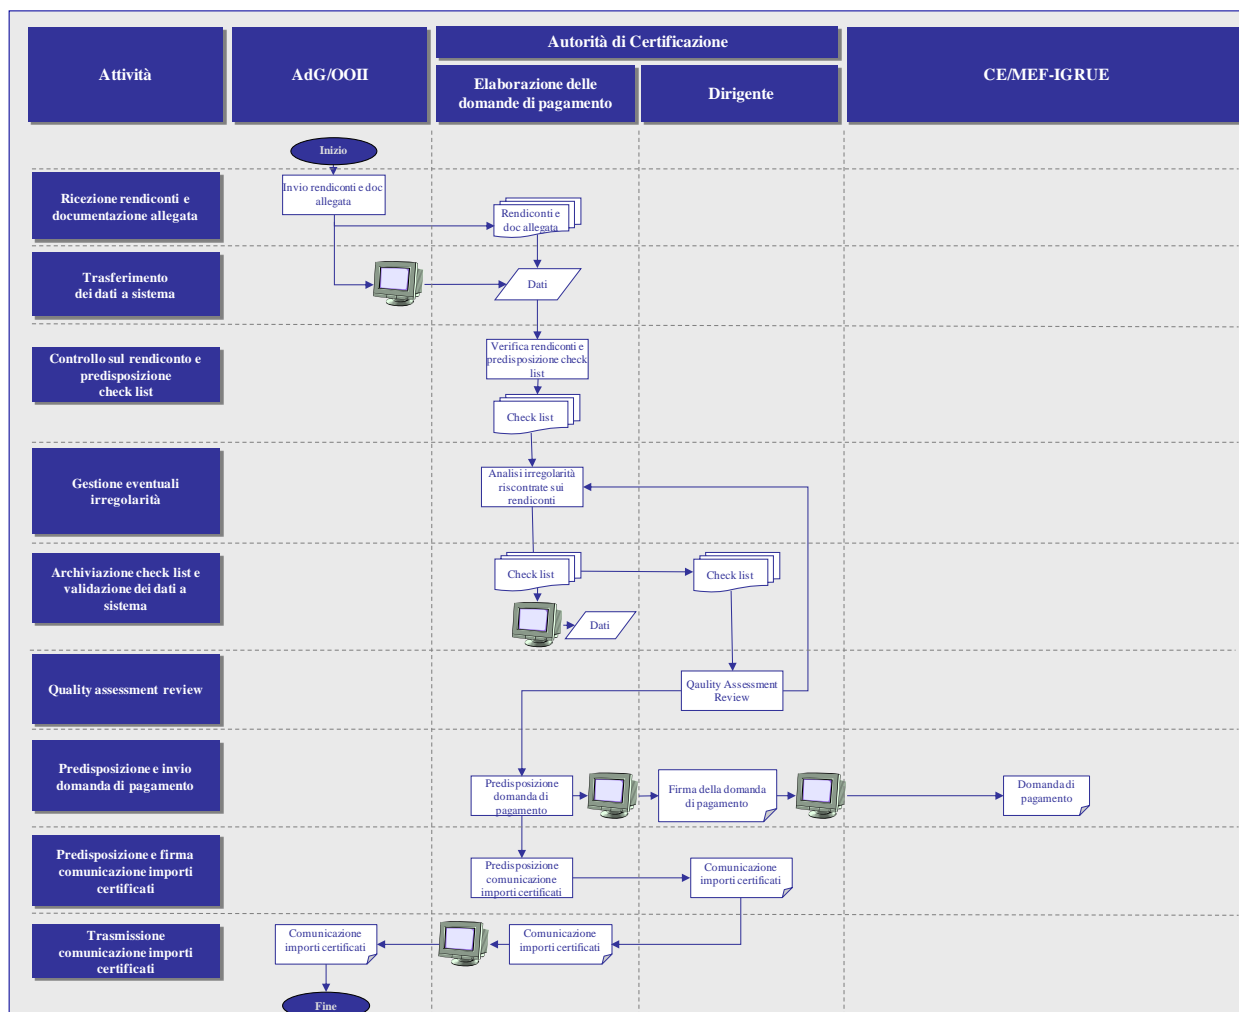 Attività
AdG/OOII
Autorità di Certificazione
Elaborazione delle
domande di pagamento
Dirigente
CE/MEF-IGRUE
Inizio
Ricezione rendiconti e
documentazione allegata
Invio rendiconti e doc
allegata
Rendiconti e
doc allegata
Trasferimento
dei dati a sistema
Dati
Controllo sul rendiconto e
predisposizione
check list
Verifica rendiconti e
predisposizione check
list
Check list
Gestione eventuali
irregolarità
Analisi irregolarità
riscontrate sui
rendiconti
Archiviazione check list e
validazione dei dati a
sistema
Check list
Check list
Dati
Quality assessment review
Qaulity Assessment
Review
Predisposizione e invio
domanda di pagamento
Predisposizione
domanda di
pagamento
Firma della domanda
di pagamento
Domanda di
pagamento
Predisposizione e firma
comunicazione importi
certificati
Predisposizione
comunicazione
importi certificati
Comunicazione
importi certificati
Trasmissione
comunicazione importi
certificati
Comunicazione
importi certificati
Comunicazione
importi certificati
Fine